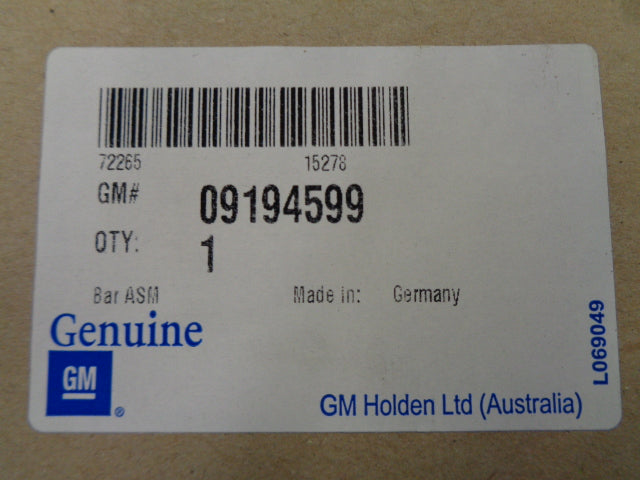 72265 15278
GM# 09194599
QTY: 1
Bar ASM Made in: Germany
Genuine
GM ®
GM Holden Ltd (Australia)
L069049